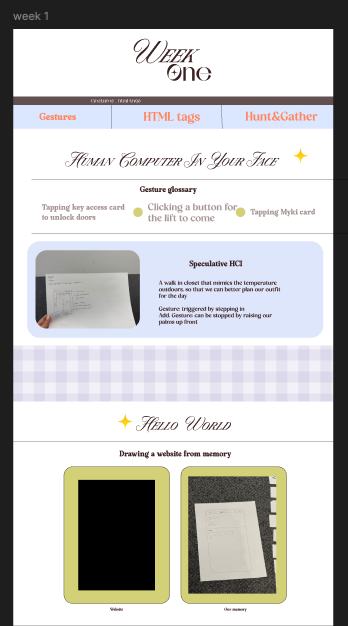 week 1
Week
One
Gestures
HTML tags
Hunt&Gather
Human Computer In Your Face
Gesture glossary
Tapping key access card
to unlock doors
Clicking a button for
the lift to come
Tapping Myki card
Speculative HCI
A walk in closet that mimics the temperature
outdoors, so that we can better plan our outfit
for the day
Gesture: triggered by stepping in
Add. Gesture: can be stopped by raising our
palms up front
Hello World
Drawing a website from memory
Website
Our memory